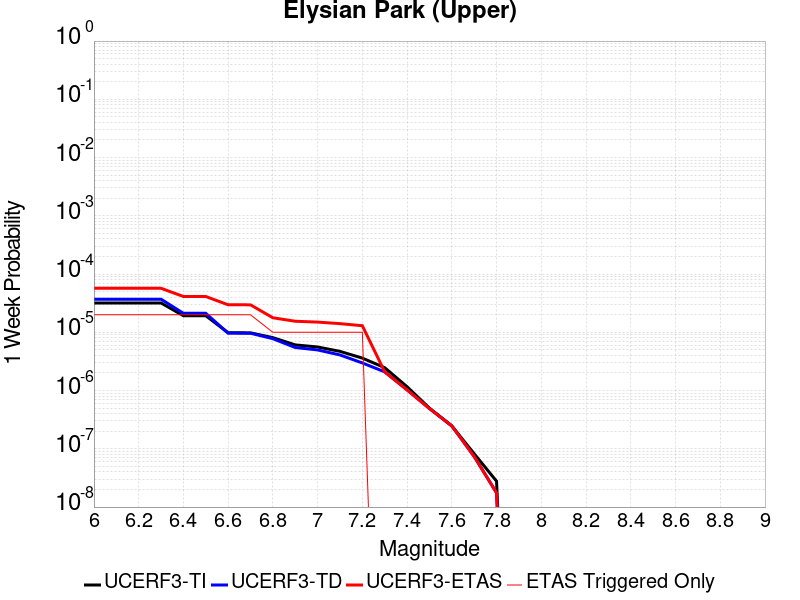 Elysian Park (Upper)
1 Week Probability
10^0
10^-1
10^-2
10^-3
10^-4
10^-5
10^-6
10^-7
10^-8
6 6.2 6.4 6.6 6.8 7 7.2 7.4 7.6 7.8 8 8.2 8.4 8.6 8.8 9
Magnitude
UCERF3-TI UCERF3-TD UCERF3-ETAS ETAS Triggered Only